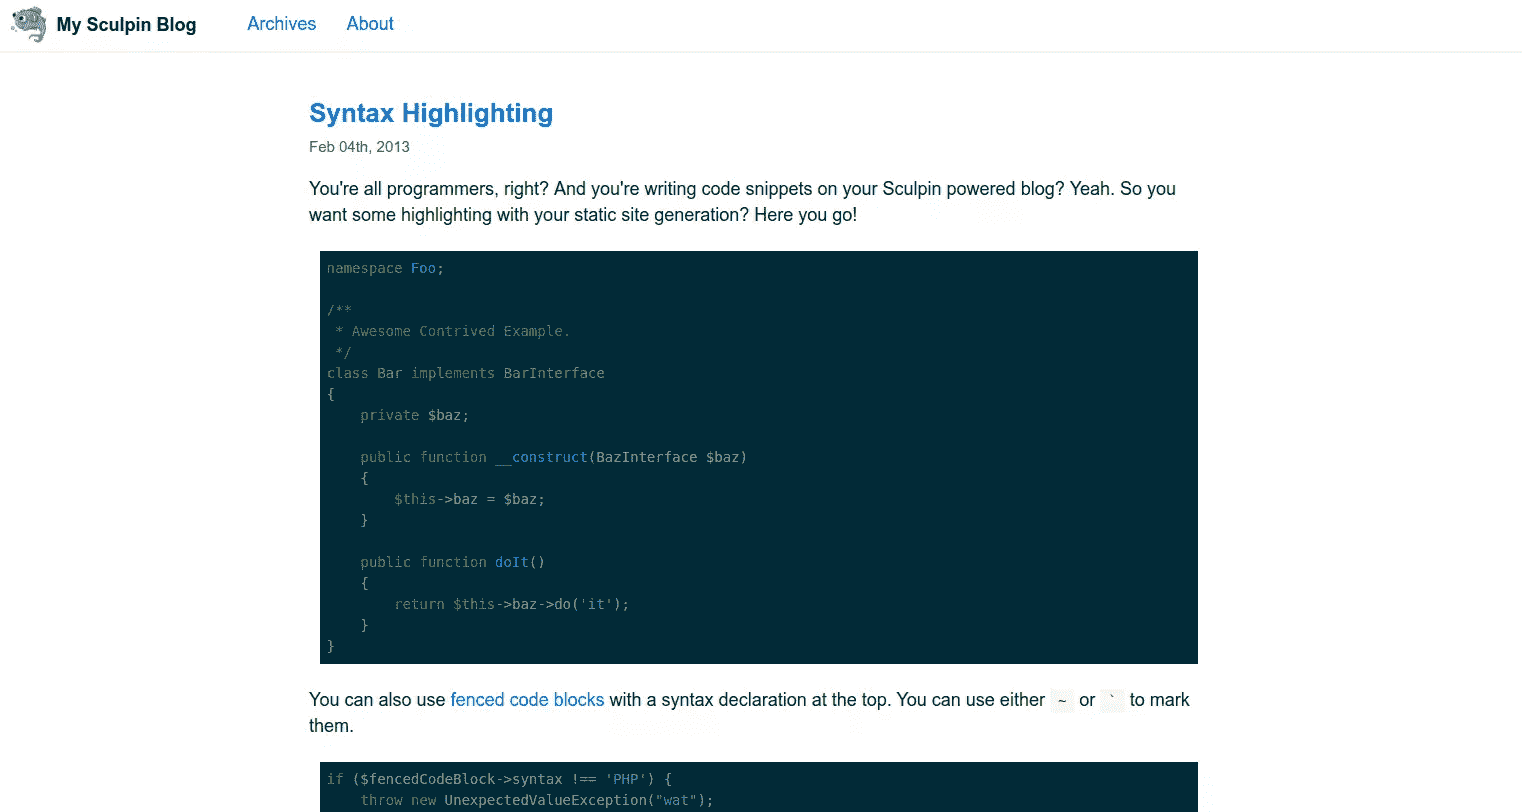 My Sculpin Blog Archives About
Syntax Highlighting
Feb 04th, 2013
You're all programmers, right? And you're writing code snippets on your Sculpin powered blog? Yeah. So you
want some highlighting with your static site generation? Here you go!
namespace Foo;
/**
 * Awesome Contrived Example.
 */
class Bar implements BarInterface
{
    private $baz;
    public function __construct(BazInterface $baz)
    {
        $this->baz = $baz;
    }
    public function doIt()
    {
        return $this->baz->do('it');
    }
}
You can also use fenced code blocks with a syntax declaration at the top. You can use either ~ or ` to mark
them.
if ($fencedCodeBlock->syntax !== 'PHP') {
    throw new UnexpectedValueException("wat");